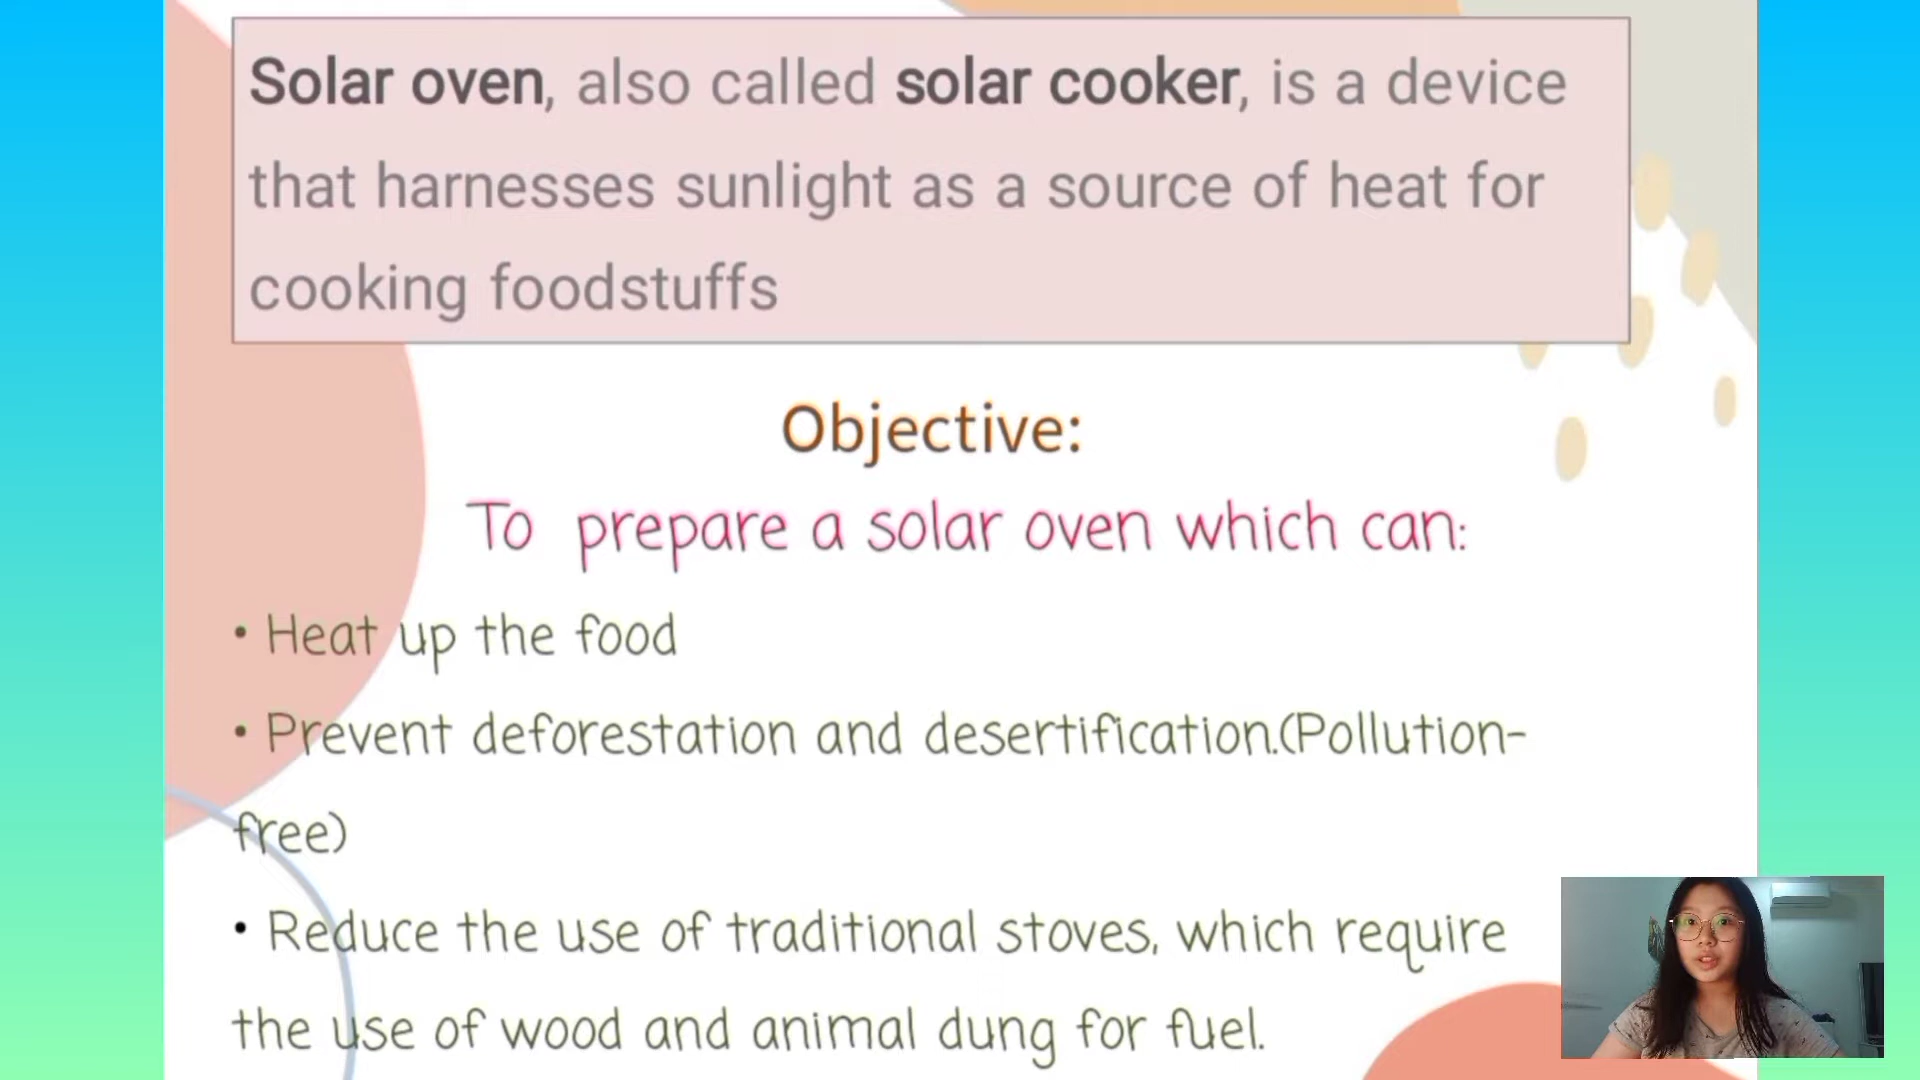 Solar oven, also called solar cooker, is a device
that harnesses sunlight as a source of heat for
cooking foodstuffs
Objective:
To prepare a solar oven which can:
• Heat up the food
• Prevent deforestation and desertification.(Pollution-
free)
• Reduce the use of traditional stoves, which require
the use of wood and animal dung for fuel.